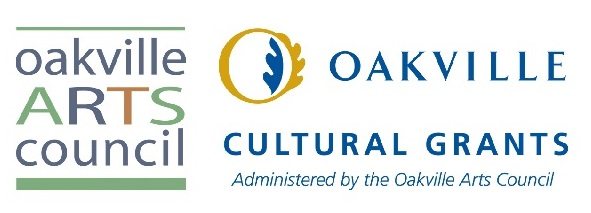 oakville
ARTS
council
OAKVILLE
CULTURAL GRANTS
Administered by the Oakville Arts Council